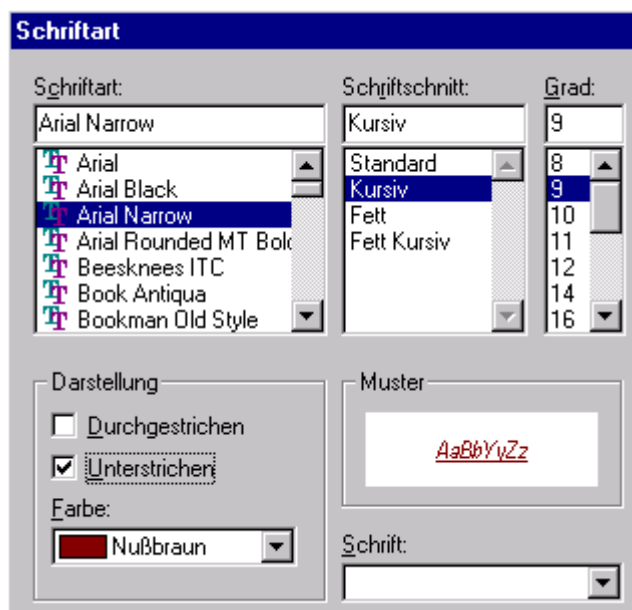 Schriftart
Schriftart:
Schriftschnitt:
Grad:
Arial Narrow
Kursiv
9
Arial
Arial Black
Arial Narrow
Arial Rounded MT Bold
Beesknees ITC
Book Antiqua
Bookman Old Style
Standard
Kursiv
Fett
Fett Kursiv
8
9
10
11
12
14
16
Darstellung
Durchgestrichen
Unterstrichen
Farbe:
Nußbraun
Muster
AaBbYyZz
Schrift: